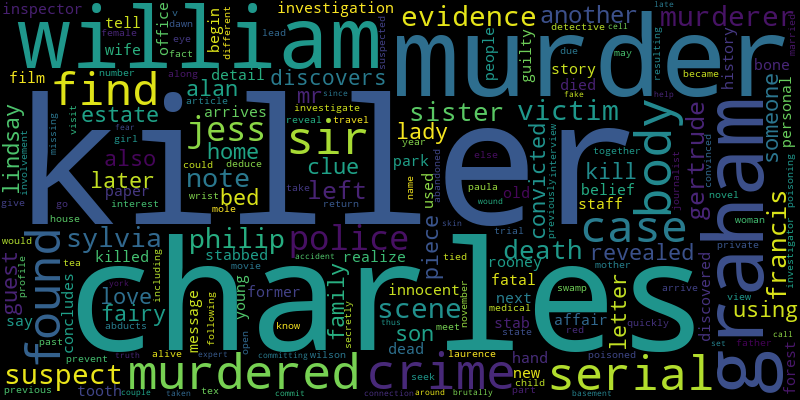 inspector
william
office
v
dawn
eye
female
fact
tell
wife
begin
different
investigation
suspected
lead
evidence
another
murderer
murder
detective
cell
late
married
film
number
along
find
alan
detail
discovers
due
may
people
guilty
story
died
became
history
bone
resulting
fake
help
article
since
killer
lindsay
visit
missing
estate
mr
arrives
investigate
reveal
travel
sister
victim
body
gertrude
someone
personal
jess
sir
lady
fear
girl
home
could
deduce
clue
year
else
together
convicted
interview
previously
journalist
convinced
involvement
also
later
note
wrist
bed
left
take
return
name
used
abandoned
park
paula
old
kill
belief
staff
novel
poisoning
give
go
paper
interest
mole
house
skin
wound
trial
woman
graham
francis
investigator
would
found
sylvia
philip
police
piece
case
private
guest
profile
tea
killed
stabbed
accident
movie
realize
tied
death
revealed
rooney
mother
discovered
arrive
view
concludes
york
including
charles
love
fairy
message
following
former
young
open
know
family
secretly
innocent
scene
november
fatal
next
medical
swamp
affair
letter
using
say
past
prevent
truth
alive
expert
committing
wilson
son
thus
meet
dead
laurence
stab
state
red
quickly
set
father
call
forest
suspect
previous
tooth
couple
murdered
taken
tex
commit
crime
seek
poisoned
hand
new
child
part
connection
around
brutally
basement
serial